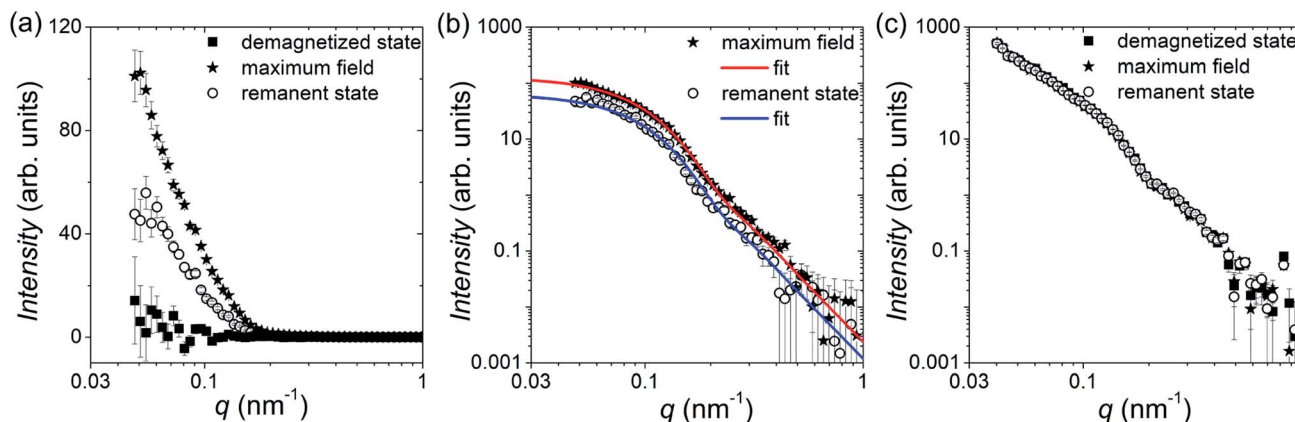 (a)
120
80
40
0
Intensity (arb. units)
demagnetized state
maximum field
remanent state
0.03
0.1
1
q (nm⁻¹)
(b)
1000
10
0.1
0.001
Intensity (arb. units)
maximum field
fit
remanent state
fit
0.03
0.1
1
q (nm⁻¹)
(c)
1000
10
0.1
0.001
Intensity (arb. units)
demagnetized state
maximum field
remanent state
0.03
0.1
q (nm⁻¹)